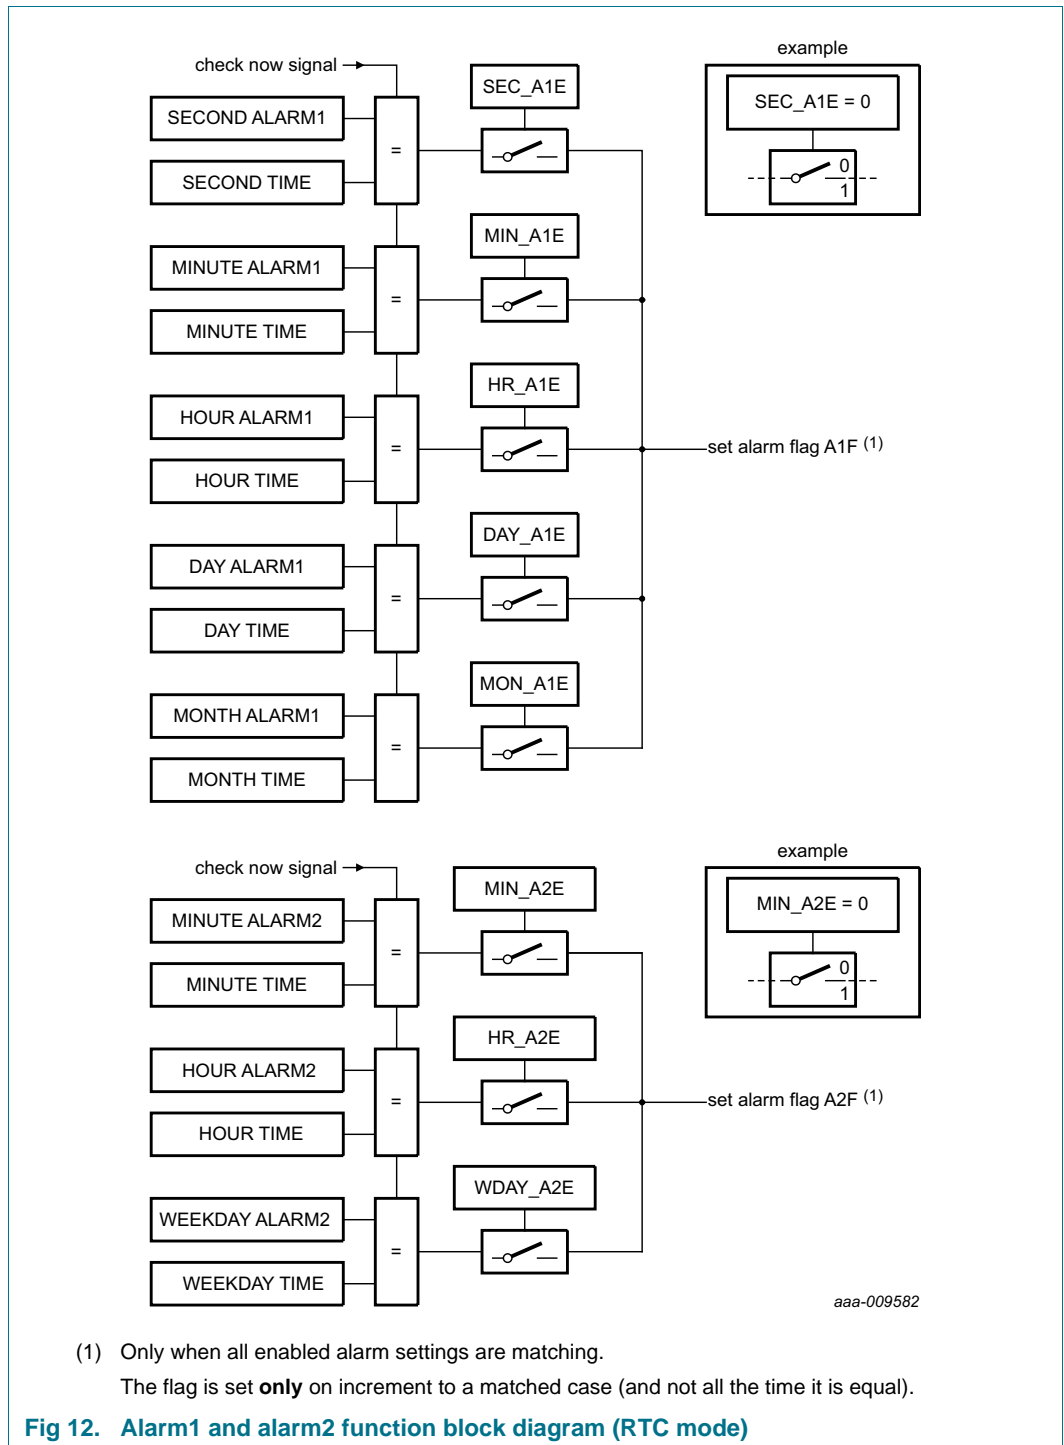 example
check now signal
SEC_A1E
SEC_A1E = 0
SECOND ALARM1
=
0
1
SECOND TIME
MIN_A1E
MINUTE ALARM1
=
MINUTE TIME
HR_A1E
HOUR ALARM1
=
set alarm flag A1F (1)
HOUR TIME
DAY_A1E
DAY ALARM1
=
DAY TIME
MON_A1E
MONTH ALARM1
=
MONTH TIME
example
check now signal
MIN_A2E
MIN_A2E = 0
MINUTE ALARM2
=
0
1
MINUTE TIME
HR_A2E
HOUR ALARM2
=
set alarm flag A2F (1)
HOUR TIME
WDAY_A2E
WEEKDAY ALARM2
=
WEEKDAY TIME
aaa-009582
(1) Only when all enabled alarm settings are matching.
The flag is set only on increment to a matched case (and not all the time it is equal).
Fig 12. Alarm1 and alarm2 function block diagram (RTC mode)